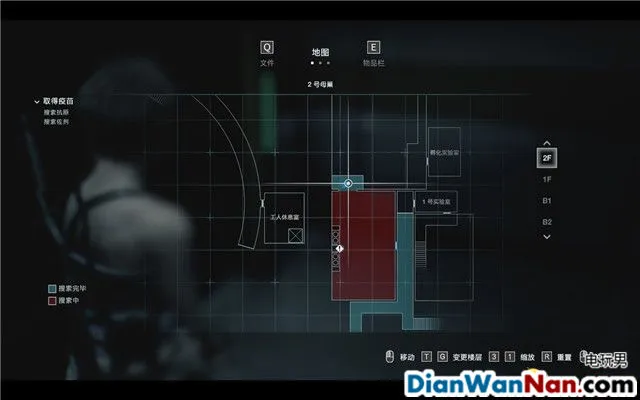 Q
E
文件
地图
物品栏
2 号母巢
取得疫苗
搜索抗原
搜索佐剂
孵化实验室
2F
1F
1 号实验室
B1
工人休息室
B2
搜索完毕
搜索中
移动 T G 变更楼层 3 1 缩放 R 重置
电玩男
DianWanNan.com